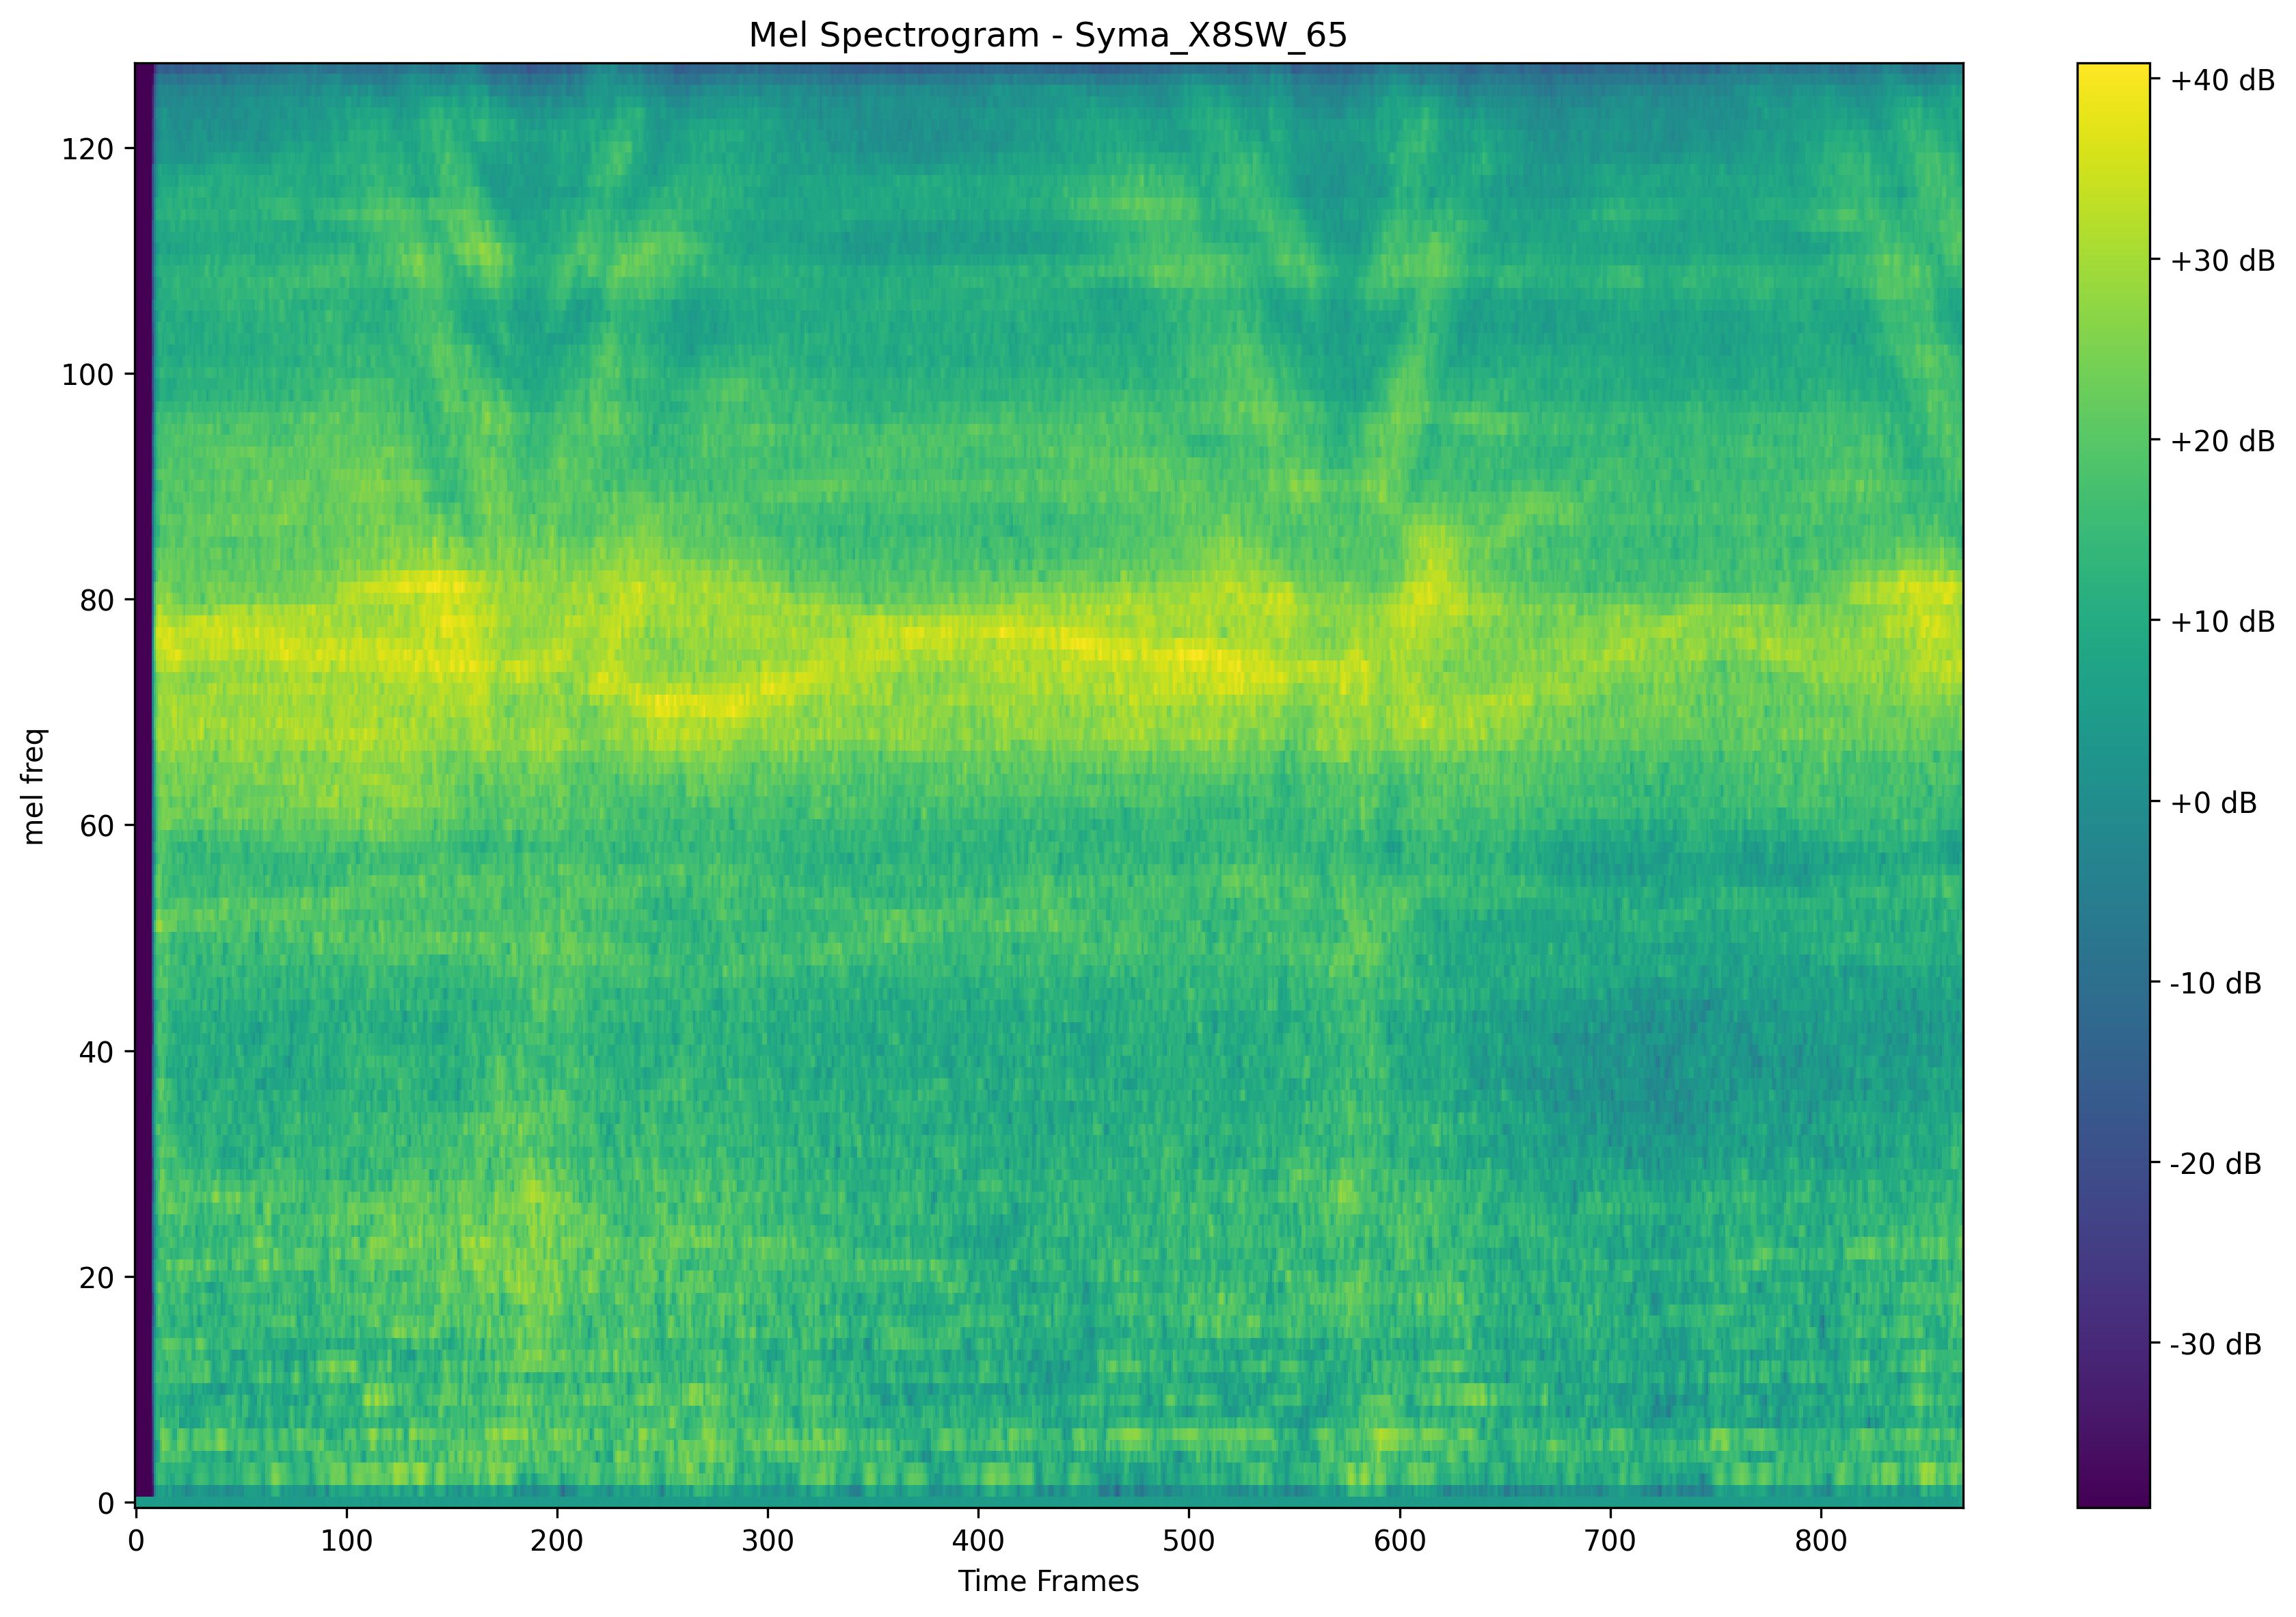 Mel Spectrogram - Syma_X8SW_65
mel freq
120
100
80
60
40
20
0
0 100 200 300 400 500 600 700 800
Time Frames
+40 dB
+30 dB
+20 dB
+10 dB
+0 dB
-10 dB
-20 dB
-30 dB